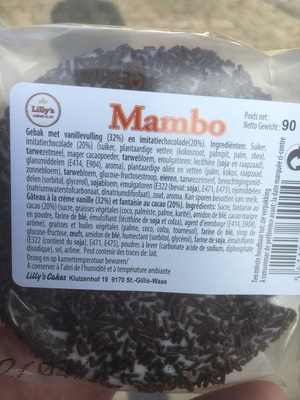 Lilly's
Mambo
Poids net :
Netto Gewicht : 90
Gebak met vanillevulling (32%) en imitatiechocolade(20%). Ingrediënten: Suiker,
imitatiechocolade (20%) (suiker, plantaardige vetten (kokosnoot, palmpit, palm, shea),
tarwezetmeel, mager cacaopoeder, tarwebloem, emulgatoren: lecithine (soja en raapzaad),
glansmiddelen (E414, E904), aroma), plantaardige oliën en vetten (palm, kokos, raapzaad,
zonnebloem), tarwebloem, glucose-fructosestroop, eieren, tarwezetmeel,
(sorbitol, glycerol), sojabloem, emulgatoren (E322 (bevat: soja), E471, E475), rijsmiddelen
(natriumwaterstofcarbonaat, dinatriumdifosfaat), zout, aroma. Kan sporen bevatten van melk.
Gâteau à la crème vanille (32%) et fantaisie au cacao (20%). Ingrédients: Sucre, fantaisie au
cacao (20%) (sucre, graisses végétales (coco, palmiste, palme, karité), amidon de blé, cacao maigre
farine de blé, émulsifiant (lécithine de soja et colza), agent d'enrobage (E914, E904),
arôme), graisses et huiles végétales (palme, coco, colza, tournesol), farine de blé, sirop de
glucose-fructose, œufs, amidon de blé, humectant (sorbitol, glycérol), farine de soja, émulsifiants
(E322 (contient du soja), E471, E475), poudres à lever (carbonate acide de sodium, diphosphate
disodique), sel, arôme. Peut contenir des traces de lait.
Droog en op kamertemperatuur bewaren/
A conserver à l'abri de l'humidité et à température ambiante
Lilly's Cakes Kluizenhof 19 9170 St-Gillis-Waas
Ten minste houdbaar tot: zie opdruk